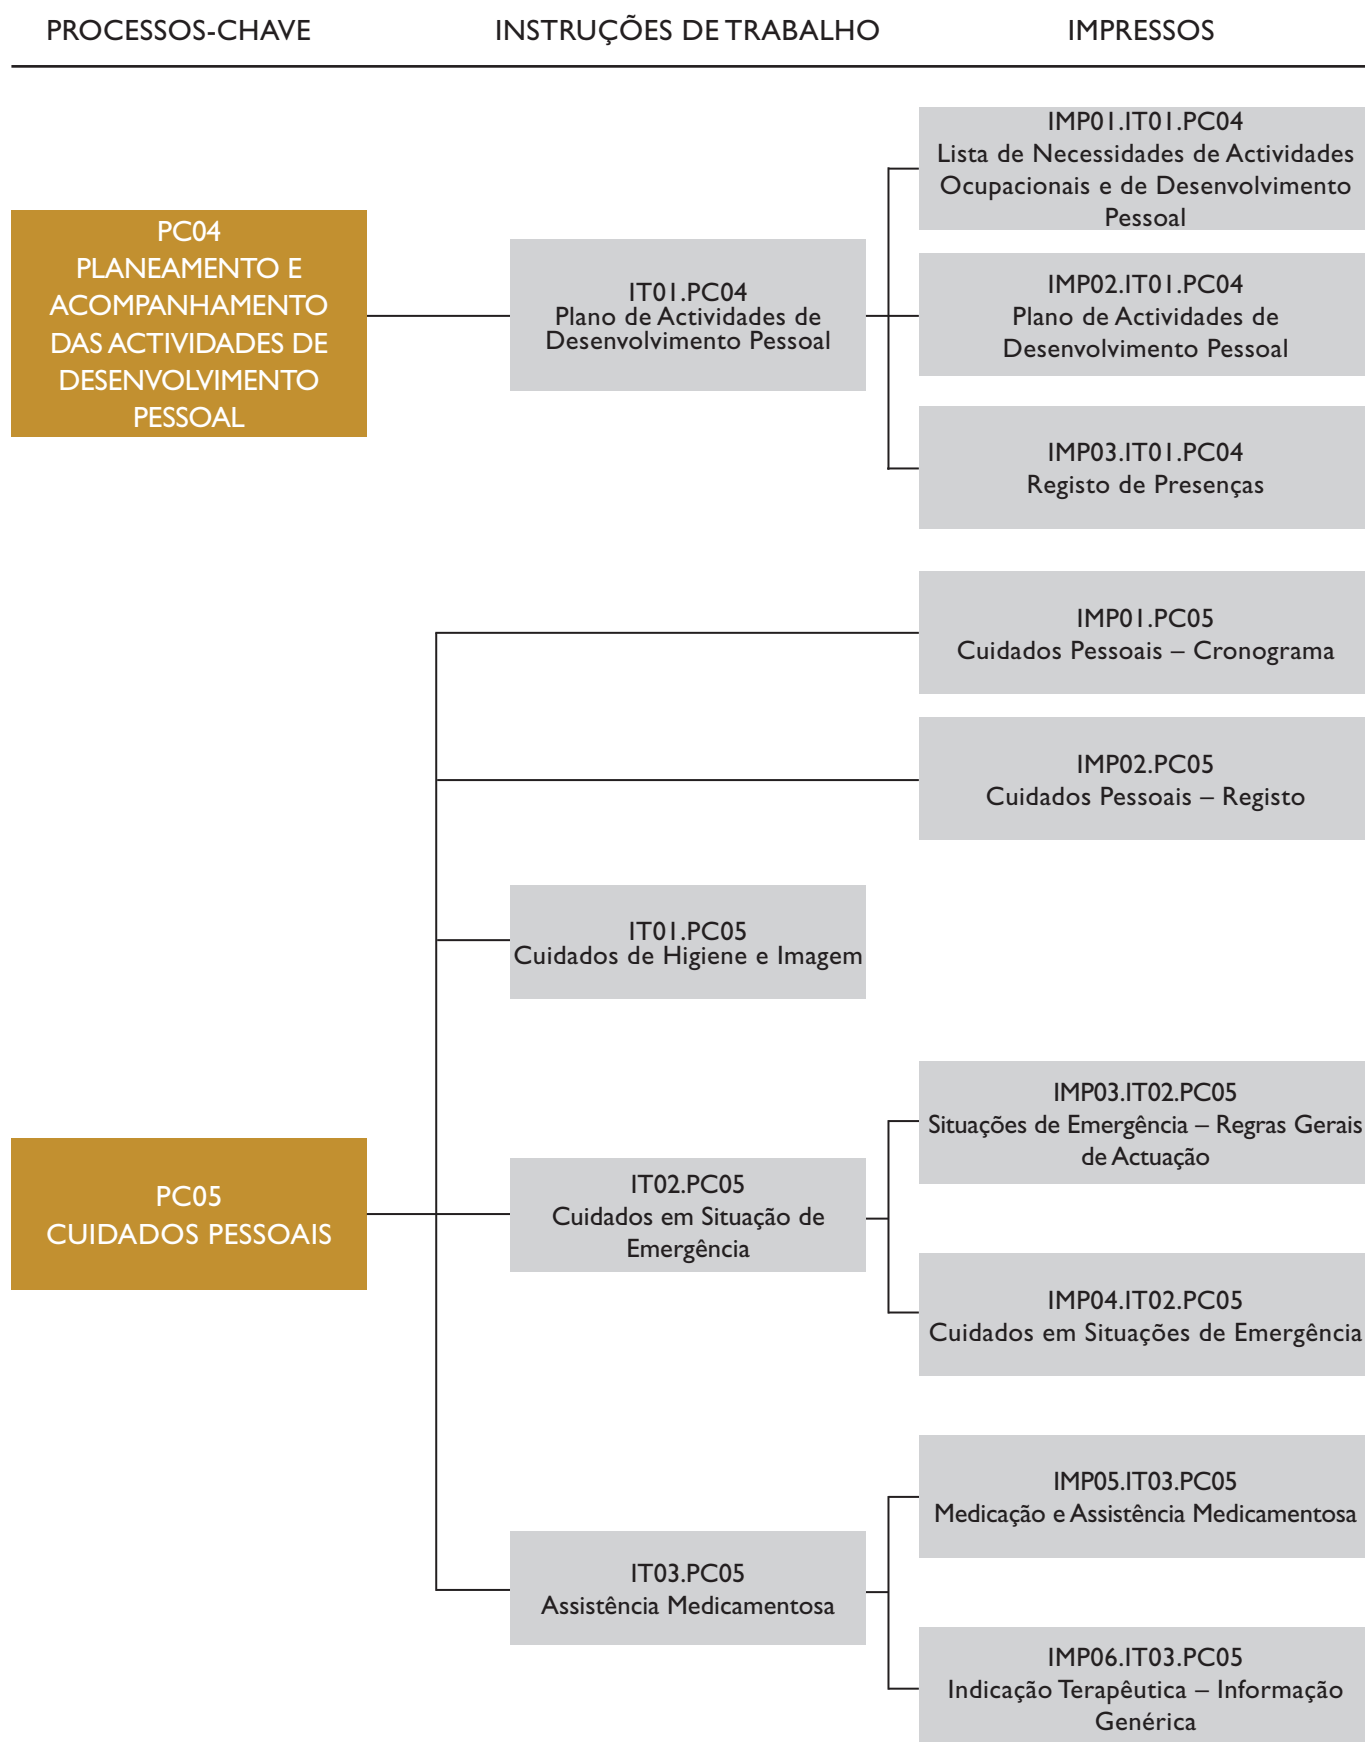 PROCESSOS-CHAVE
INSTRUÇÕES DE TRABALHO
IMPRESSOS
PC04
PLANEAMENTO E
ACOMPANHAMENTO
DAS ACTIVIDADES DE
DESENVOLVIMENTO
PESSOAL
IT01.PC04
Plano de Actividades de
Desenvolvimento Pessoal
IMP01.IT01.PC04
Lista de Necessidades de Actividades
Ocupacionais e de Desenvolvimento
Pessoal
IMP02.IT01.PC04
Plano de Actividades de
Desenvolvimento Pessoal
IMP03.IT01.PC04
Registo de Presenças
PC05
CUIDADOS PESSOAIS
IMP01.PC05
Cuidados Pessoais – Cronograma
IMP02.PC05
Cuidados Pessoais – Registo
IT01.PC05
Cuidados de Higiene e Imagem
IT02.PC05
Cuidados em Situação de
Emergência
IMP03.IT02.PC05
Situações de Emergência – Regras Gerais
de Actuação
IMP04.IT02.PC05
Cuidados em Situações de Emergência
IT03.PC05
Assistência Medicamentosa
IMP05.IT03.PC05
Medicação e Assistência Medicamentosa
IMP06.IT03.PC05
Indicação Terapêutica – Informação
Genérica